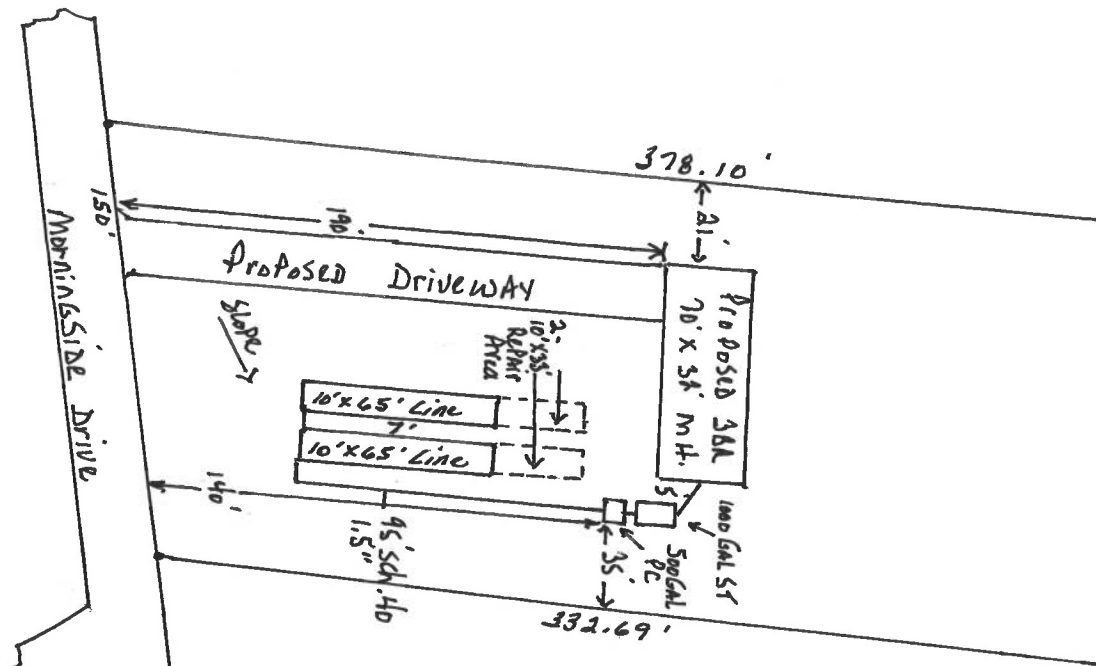 378.10'
21'
150'
190'
Morningside Drive
Proposed Driveway
Slope
2-
10'x35'
Repair
Area
Proposed 3BR
70' x 32' M.H.
10'x65' Line
7'
10'x65' Line
140'
5'
1000 Gal ST
500 Gal
PC
35'
95' Sch. 40
1.5"
332.69'